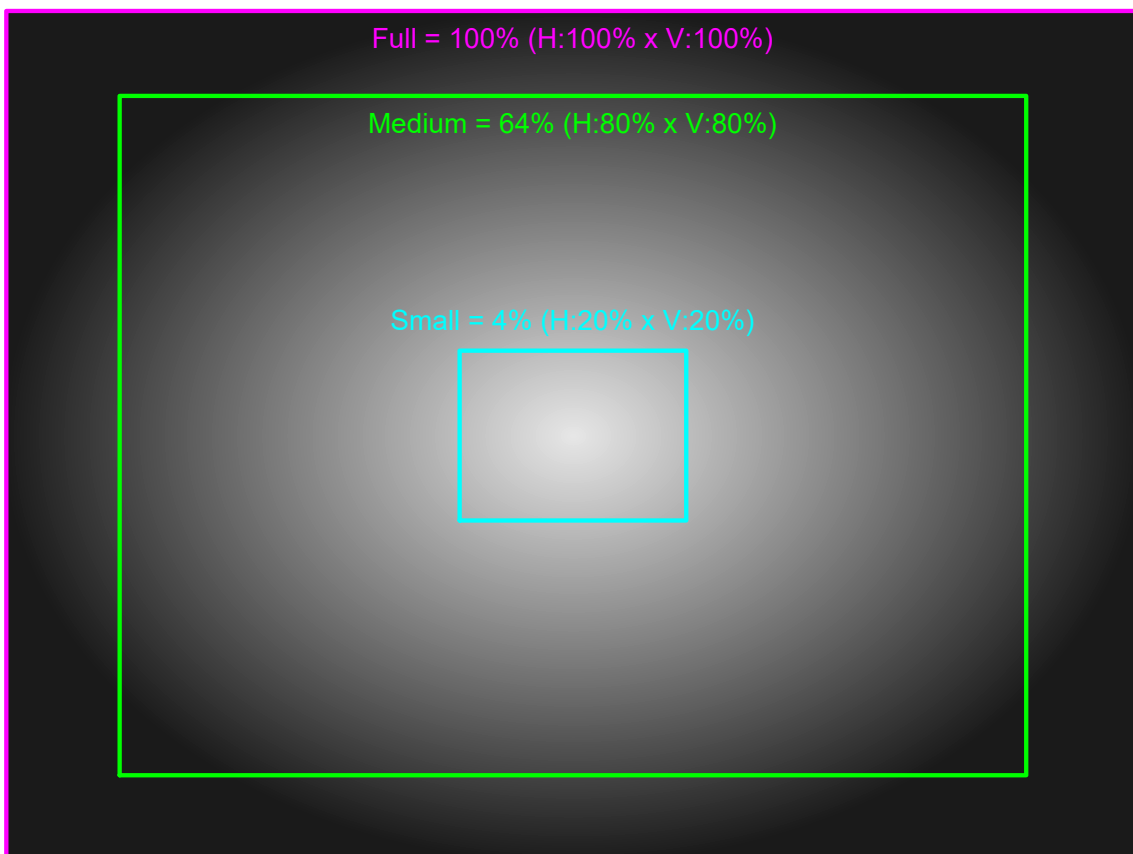 Full = 100% (H:100% x V:100%)
Medium = 64% (H:80% x V:80%)
Small = 4% (H:20% x V:20%)